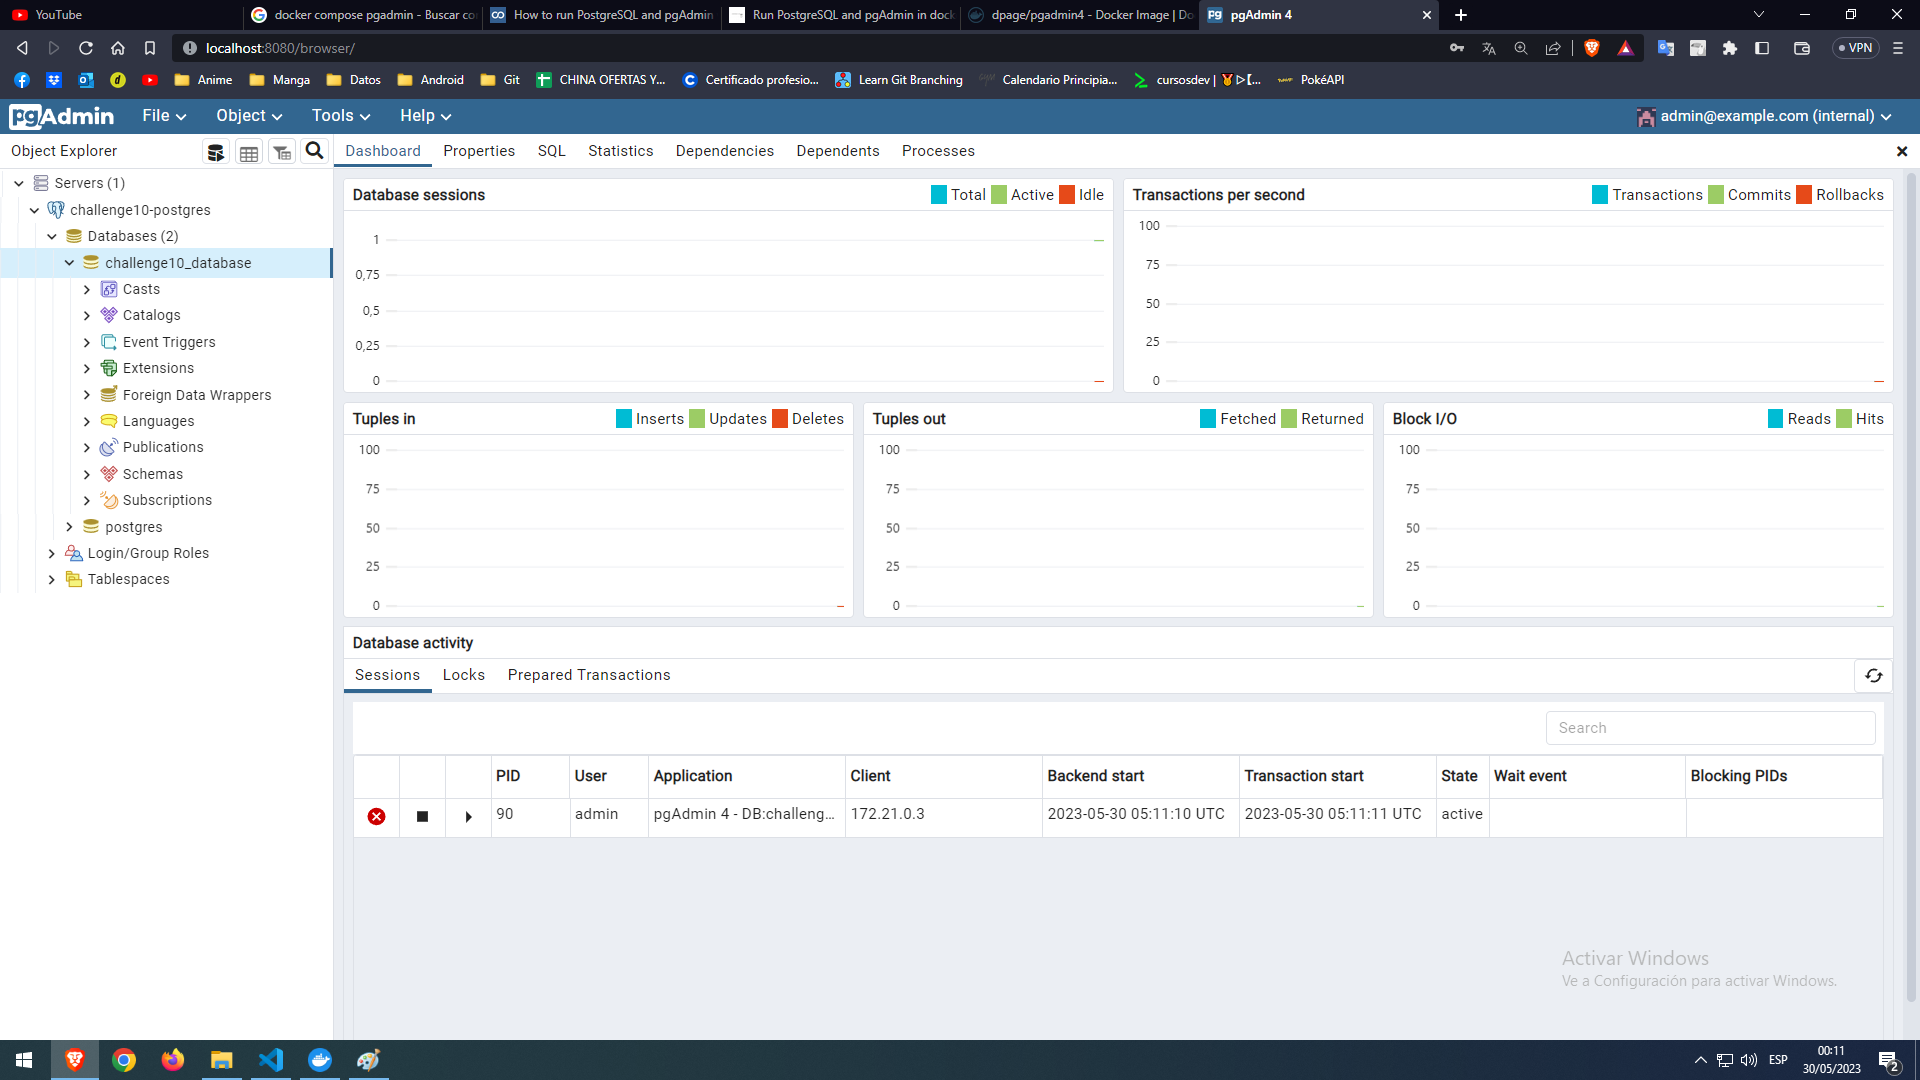 YouTube
docker compose pgadmin - Buscar co
How to run PostgreSQL and pgAdmin
Run PostgreSQL and pgAdmin in dock
dpage/pgadmin4 - Docker Image | Do
pgAdmin 4
localhost:8080/browser/
VPN
Anime
Manga
Datos
Android
Git
CHINA OFERTAS Y...
Certificado profesio...
Learn Git Branching
Calendario Principia...
cursosdev |
PokéAPI
pgAdmin
File
Object
Tools
Help
admin@example.com (internal)
Object Explorer
Dashboard
Properties
SQL
Statistics
Dependencies
Dependents
Processes
Servers (1)
challenge10-postgres
Databases (2)
challenge10_database
Casts
Catalogs
Event Triggers
Extensions
Foreign Data Wrappers
Languages
Publications
Schemas
Subscriptions
postgres
Login/Group Roles
Tablespaces
Database sessions
Total Active Idle
1
0,75
0,5
0,25
0
Transactions per second
Transactions Commits Rollbacks
100
75
50
25
0
Tuples in
Inserts Updates Deletes
100
75
50
25
0
Tuples out
Fetched Returned
100
75
50
25
0
Block I/O
Reads Hits
100
75
50
25
0
Database activity
Sessions
Locks
Prepared Transactions
Search
PID User Application Client Backend start Transaction start State Wait event Blocking PIDs
90 admin pgAdmin 4 - DB:challeng... 172.21.0.3 2023-05-30 05:11:10 UTC 2023-05-30 05:11:11 UTC active
Activar Windows
Ve a Configuración para activar Windows.
ESP
00:11
30/05/2023
2